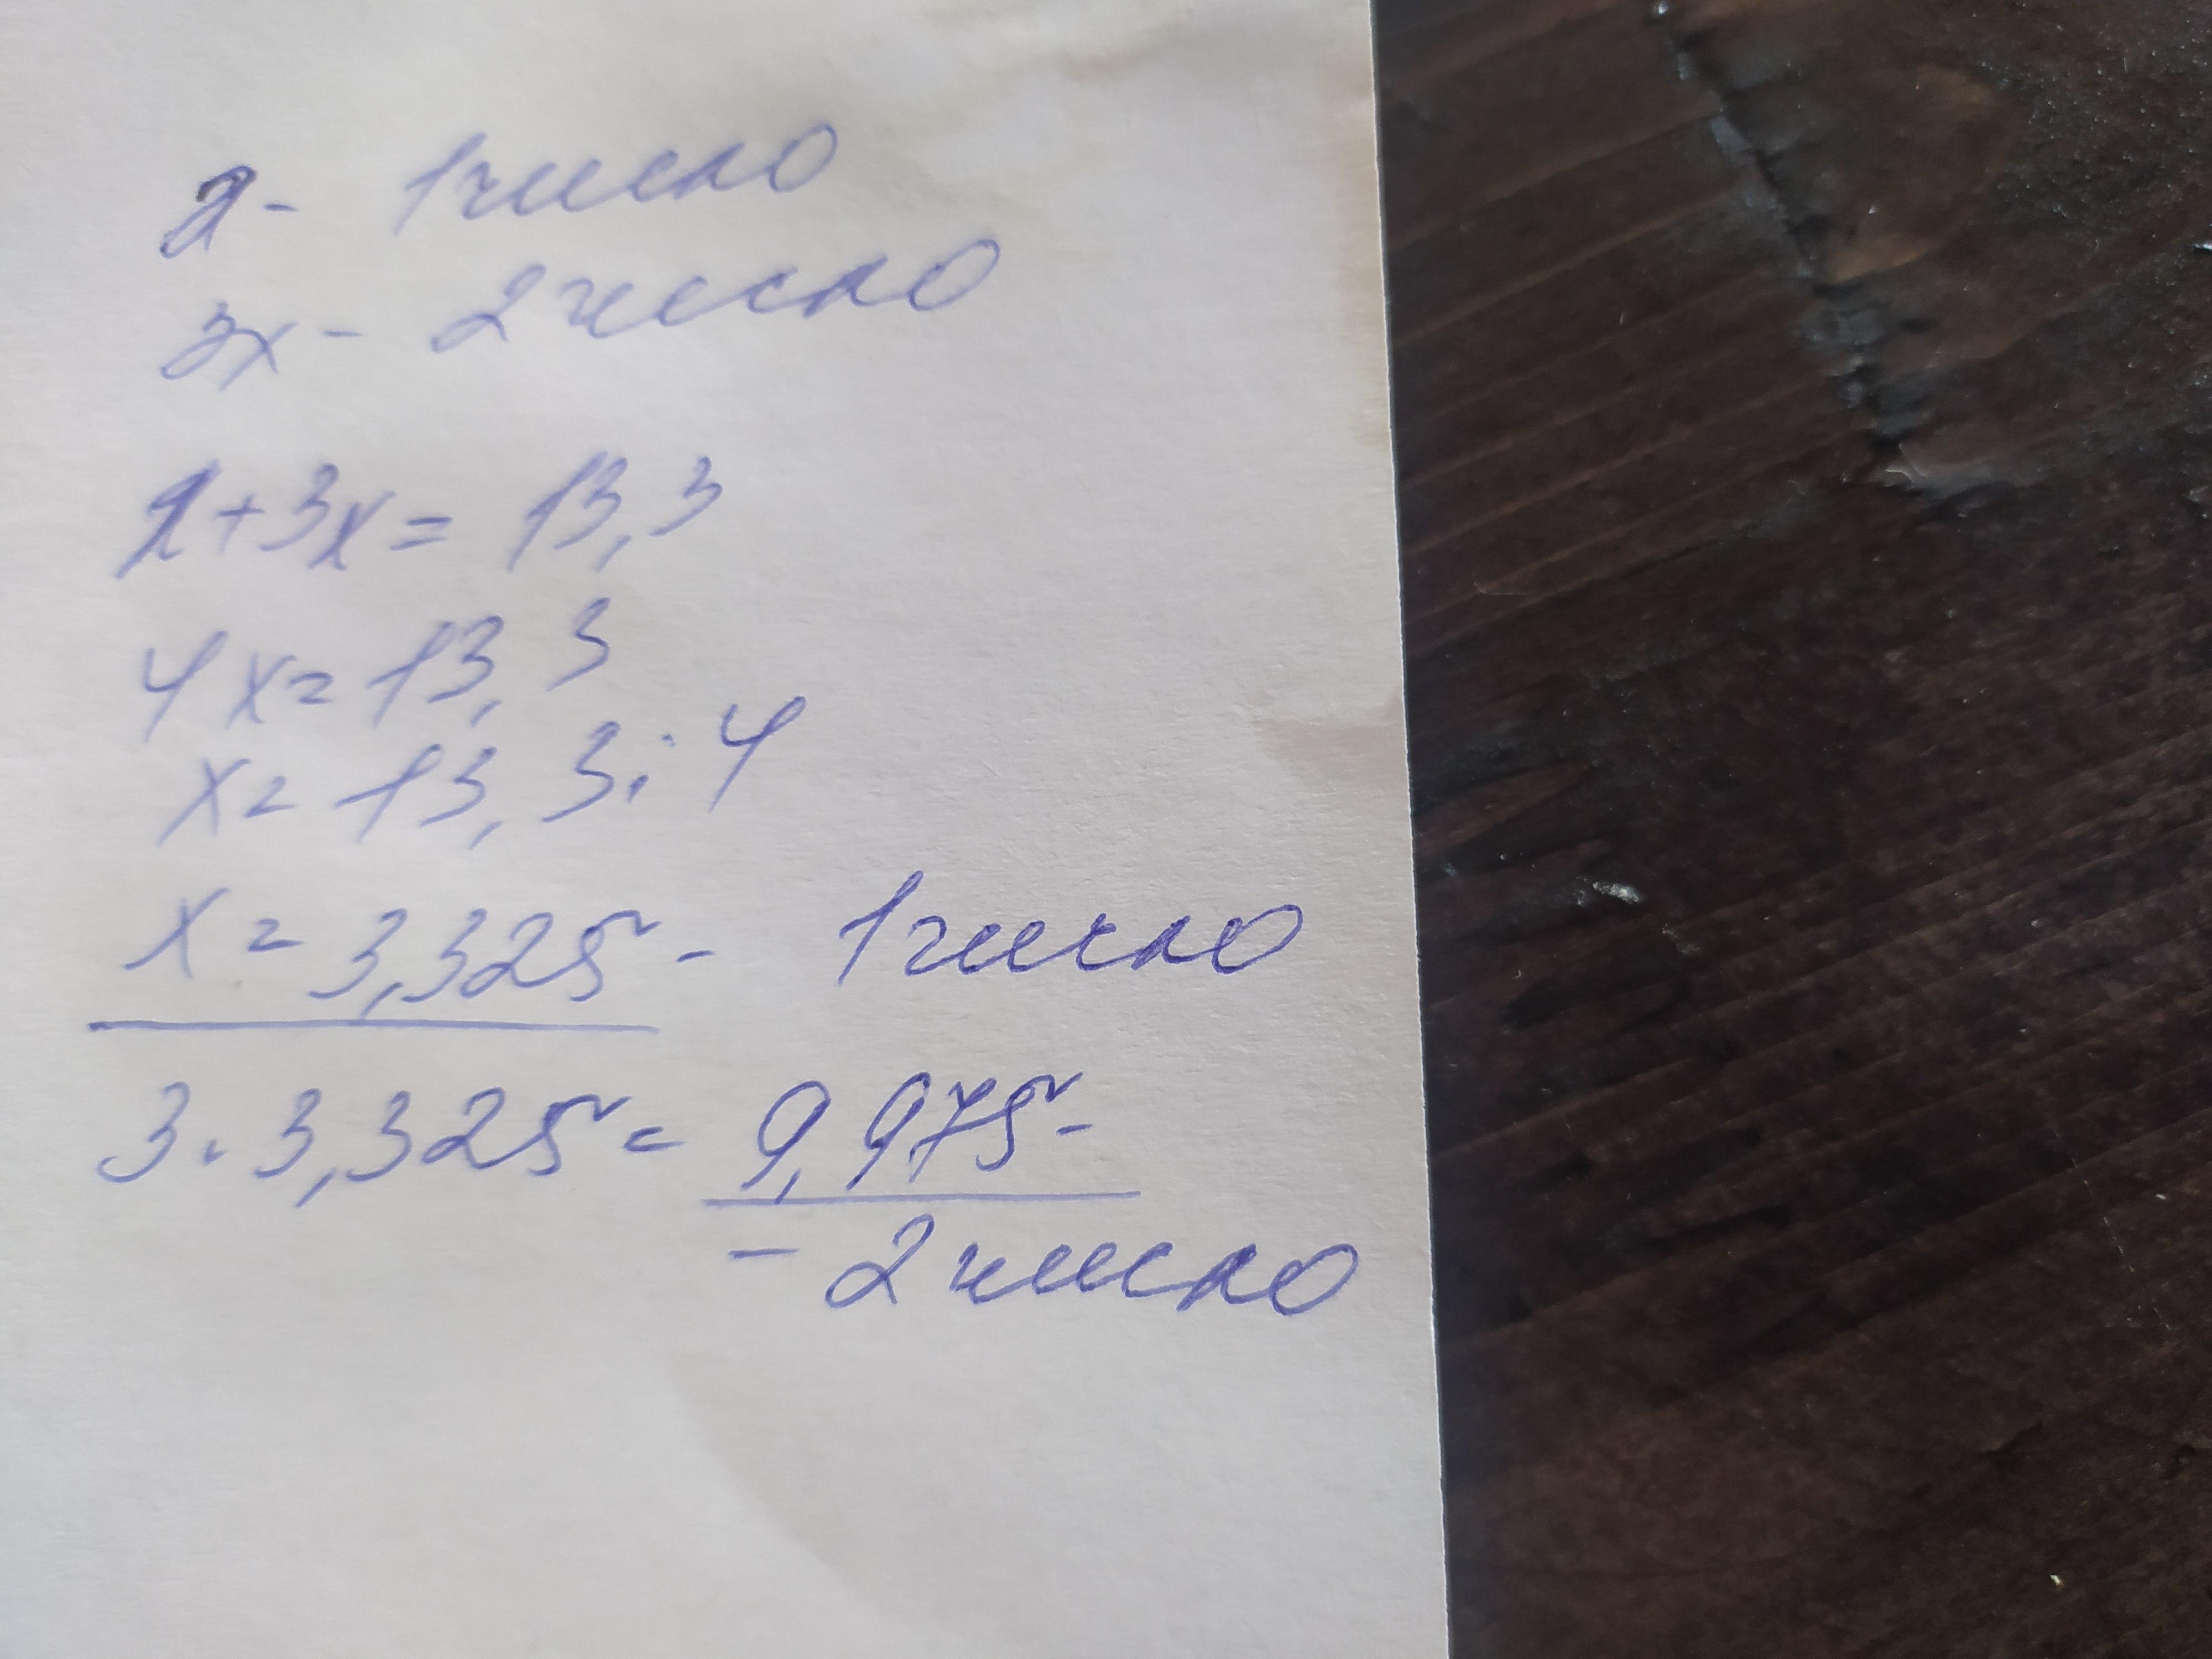 x - 1 число
3x - 2 число
x + 3x = 13,3
4x = 13,3
x = 13,3 : 4
x = 3,325 - 1 число
3 · 3,325 = 9,975 -
- 2 число